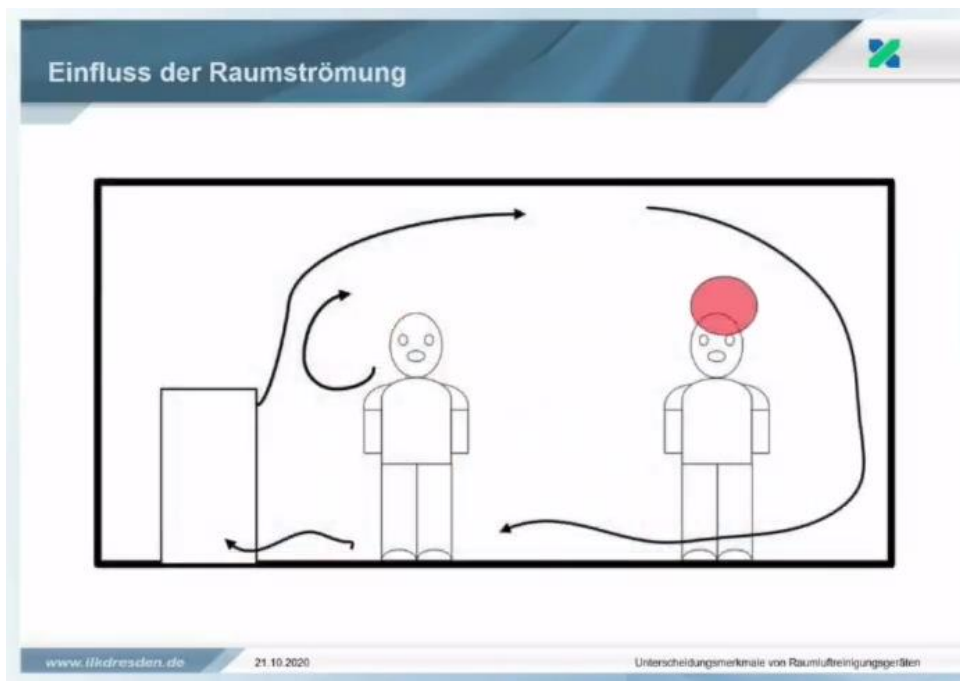 Einfluss der Raumströmung
www.ilkdresden.de
21.10.2020
Unterscheidungsmerkmale von Raumluftreinigungsgeräten